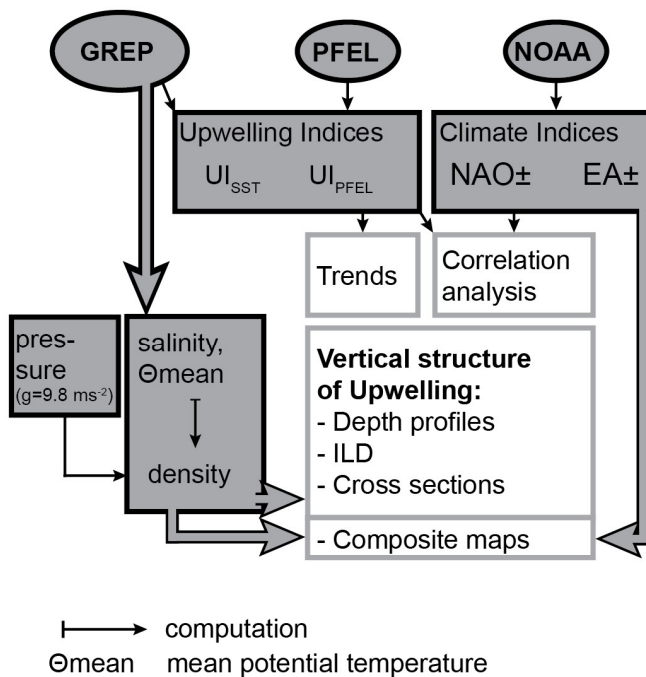 GREP
PFEL
NOAA
Upwelling Indices
UI_SST UI_PFEL
Climate Indices
NAO± EA±
Trends
Correlation
analysis
pres-
sure
(g=9.8 ms⁻²)
salinity,
Θmean
density
Vertical structure
of Upwelling:
- Depth profiles
- ILD
- Cross sections
- Composite maps
computation
Θmean mean potential temperature